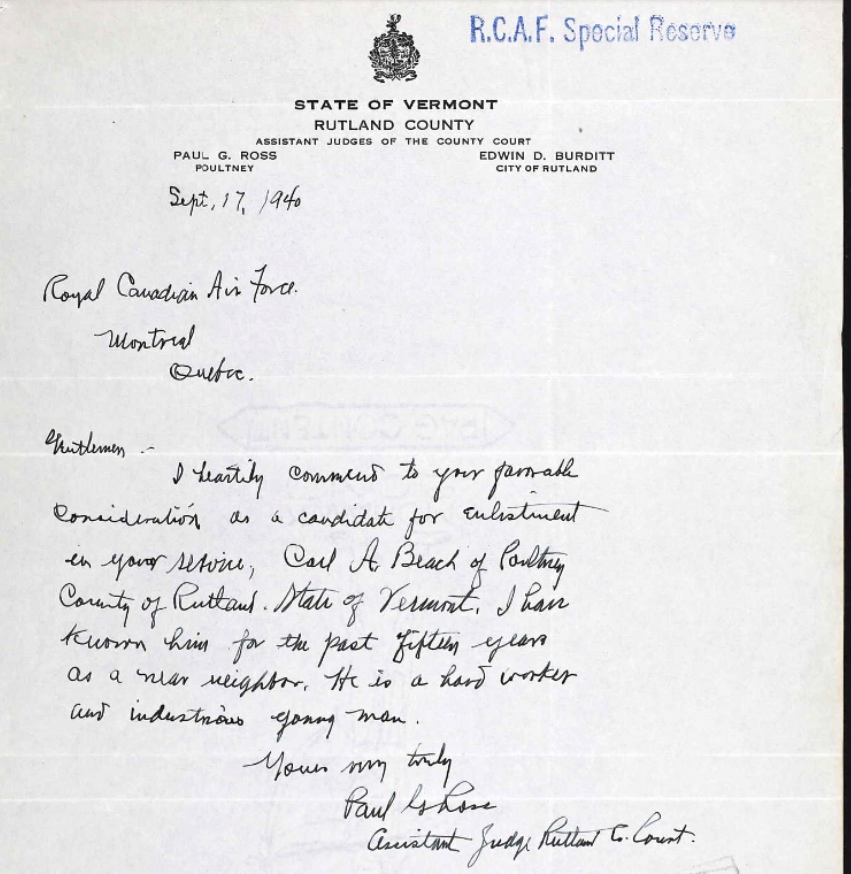 R.C.A.F. Special Reserve
STATE OF VERMONT
RUTLAND COUNTY
ASSISTANT JUDGES OF THE COUNTY COURT
PAUL G. ROSS EDWIN D. BURDITT
POULTNEY CITY OF RUTLAND
Sept, 17, 1940
Royal Canadian Air Force.
Montreal
Quebec.
Gentlemen :-
I heartily commend to your favorable
consideration as a candidate for enlistment
in your service, Carl A. Beach of Poultney
County of Rutland. State of Vermont. I have
known him for the past fifteen years
as a near neighbor. He is a hard worker
and industrious young man.
Yours very truly
Paul G Ross
Assistant Judge Rutland Co. Court.